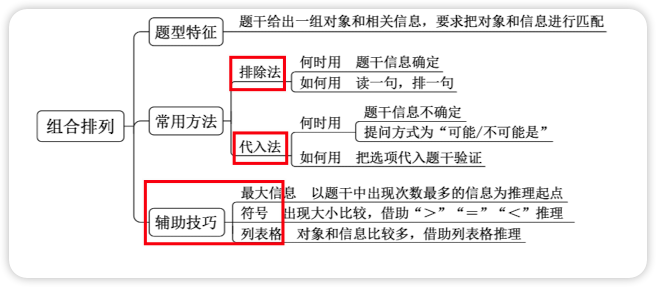 题型特征
题干给出一组对象和相关信息，要求把对象和信息进行匹配
组合排列
常用方法
排除法
何时用 题干信息确定
如何用 读一句，排一句
代入法
何时用
题干信息不确定
提问方式为“可能/不可能是”
如何用 把选项代入题干验证
辅助技巧
最大信息 以题干中出现次数最多的信息为推理起点
符号 出现大小比较，借助“＞”“＝”“＜”推理
列表格 对象和信息比较多，借助列表格推理